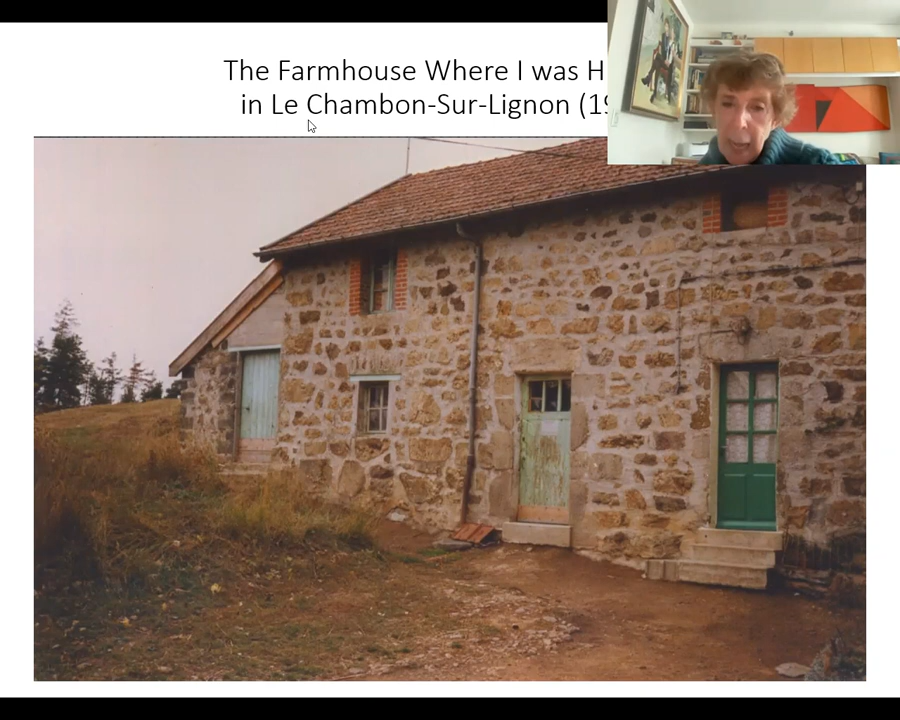 The Farmhouse Where I was H
in Le Chambon-Sur-Lignon (19